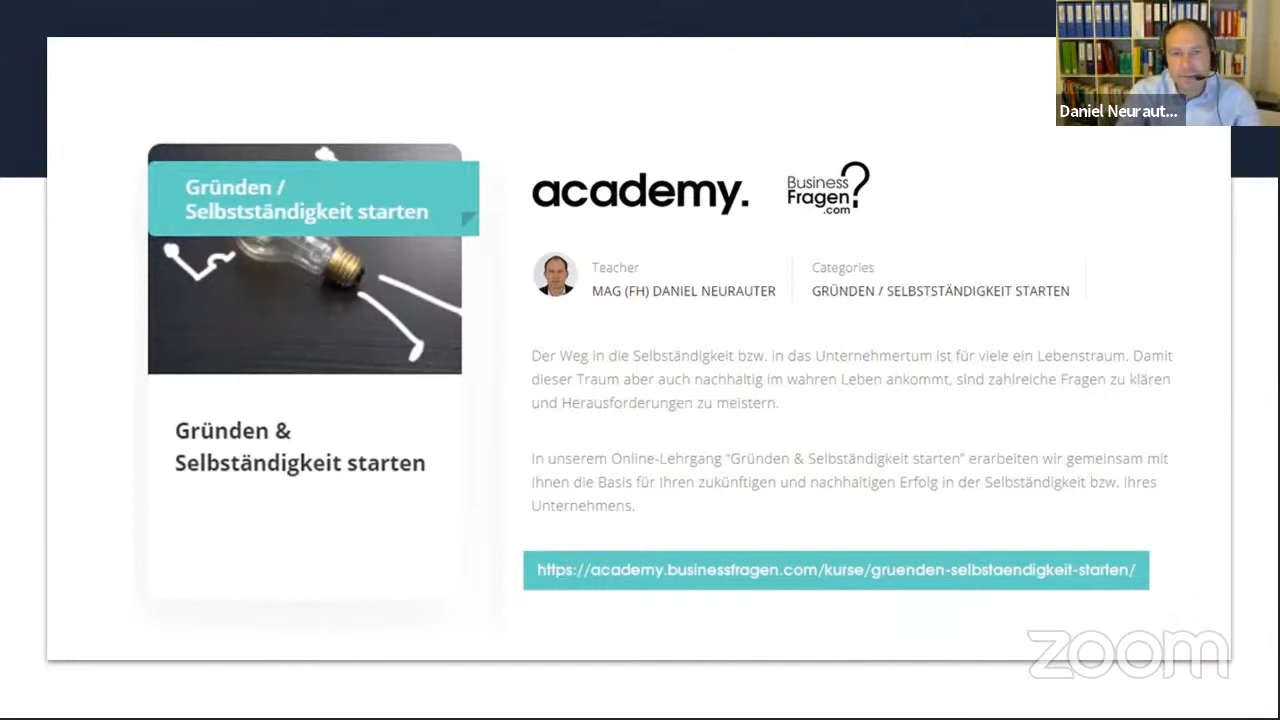 Daniel Neuraut...
Gründen /
Selbstständigkeit starten
Gründen &
Selbständigkeit starten
academy.
Business
Fragen?
.com
Teacher
MAG (FH) DANIEL NEURAUTER
Categories
GRÜNDEN / SELBSTSTÄNDIGKEIT STARTEN
Der Weg in die Selbständigkeit bzw. in das Unternehmertum ist für viele ein Lebenstraum. Damit
dieser Traum aber auch nachhaltig im wahren Leben ankommt, sind zahlreiche Fragen zu klären
und Herausforderungen zu meistern.
In unserem Online-Lehrgang “Gründen & Selbständigkeit starten” erarbeiten wir gemeinsam mit
Ihnen die Basis für Ihren zukünftigen und nachhaltigen Erfolg in der Selbständigkeit bzw. Ihres
Unternehmens.
https://academy.businessfragen.com/kurse/gruenden-selbstaendigkeit-starten/
zoom